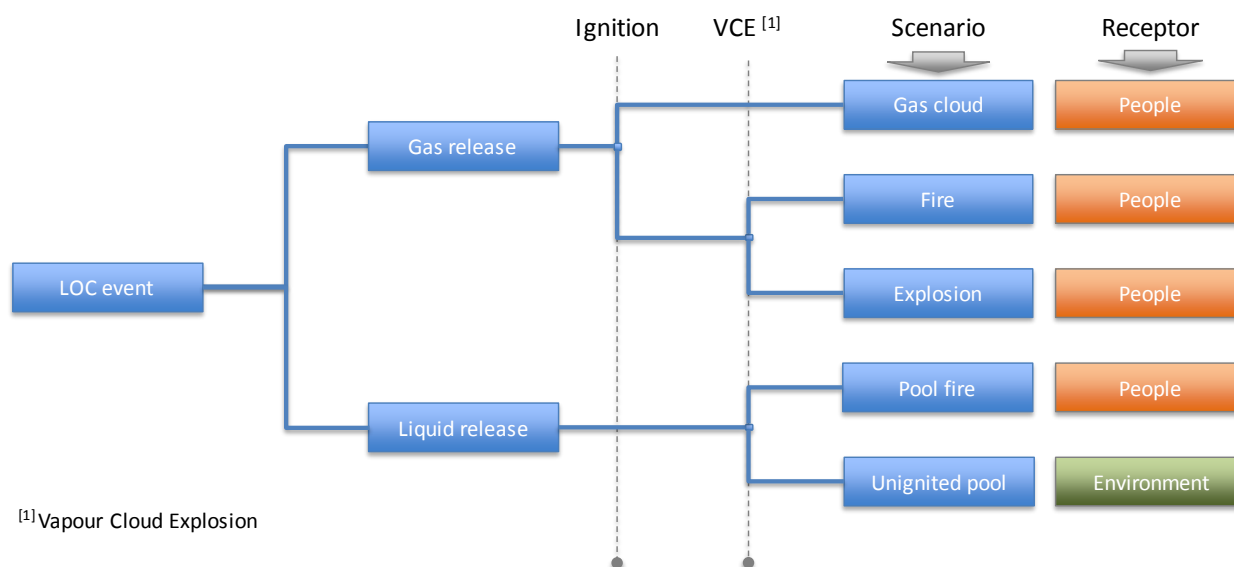 Ignition
VCE [1]
Scenario
Receptor
Gas cloud
People
Gas release
Fire
People
LOC event
Explosion
People
Pool fire
People
Liquid release
Unignited pool
Environment
[1] Vapour Cloud Explosion